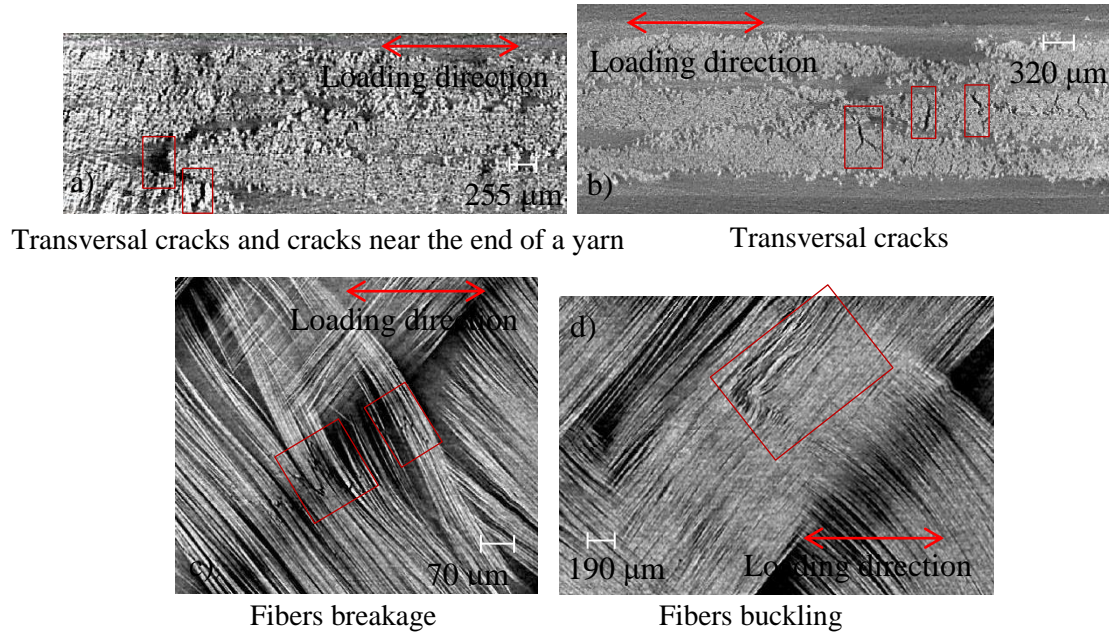 Loading direction
255 μm
a)
Transversal cracks and cracks near the end of a yarn
Loading direction
320 μm
b)
Transversal cracks
Loading direction
c)
70 μm
Fibers breakage
d)
190 μm
Loading direction
Fibers buckling